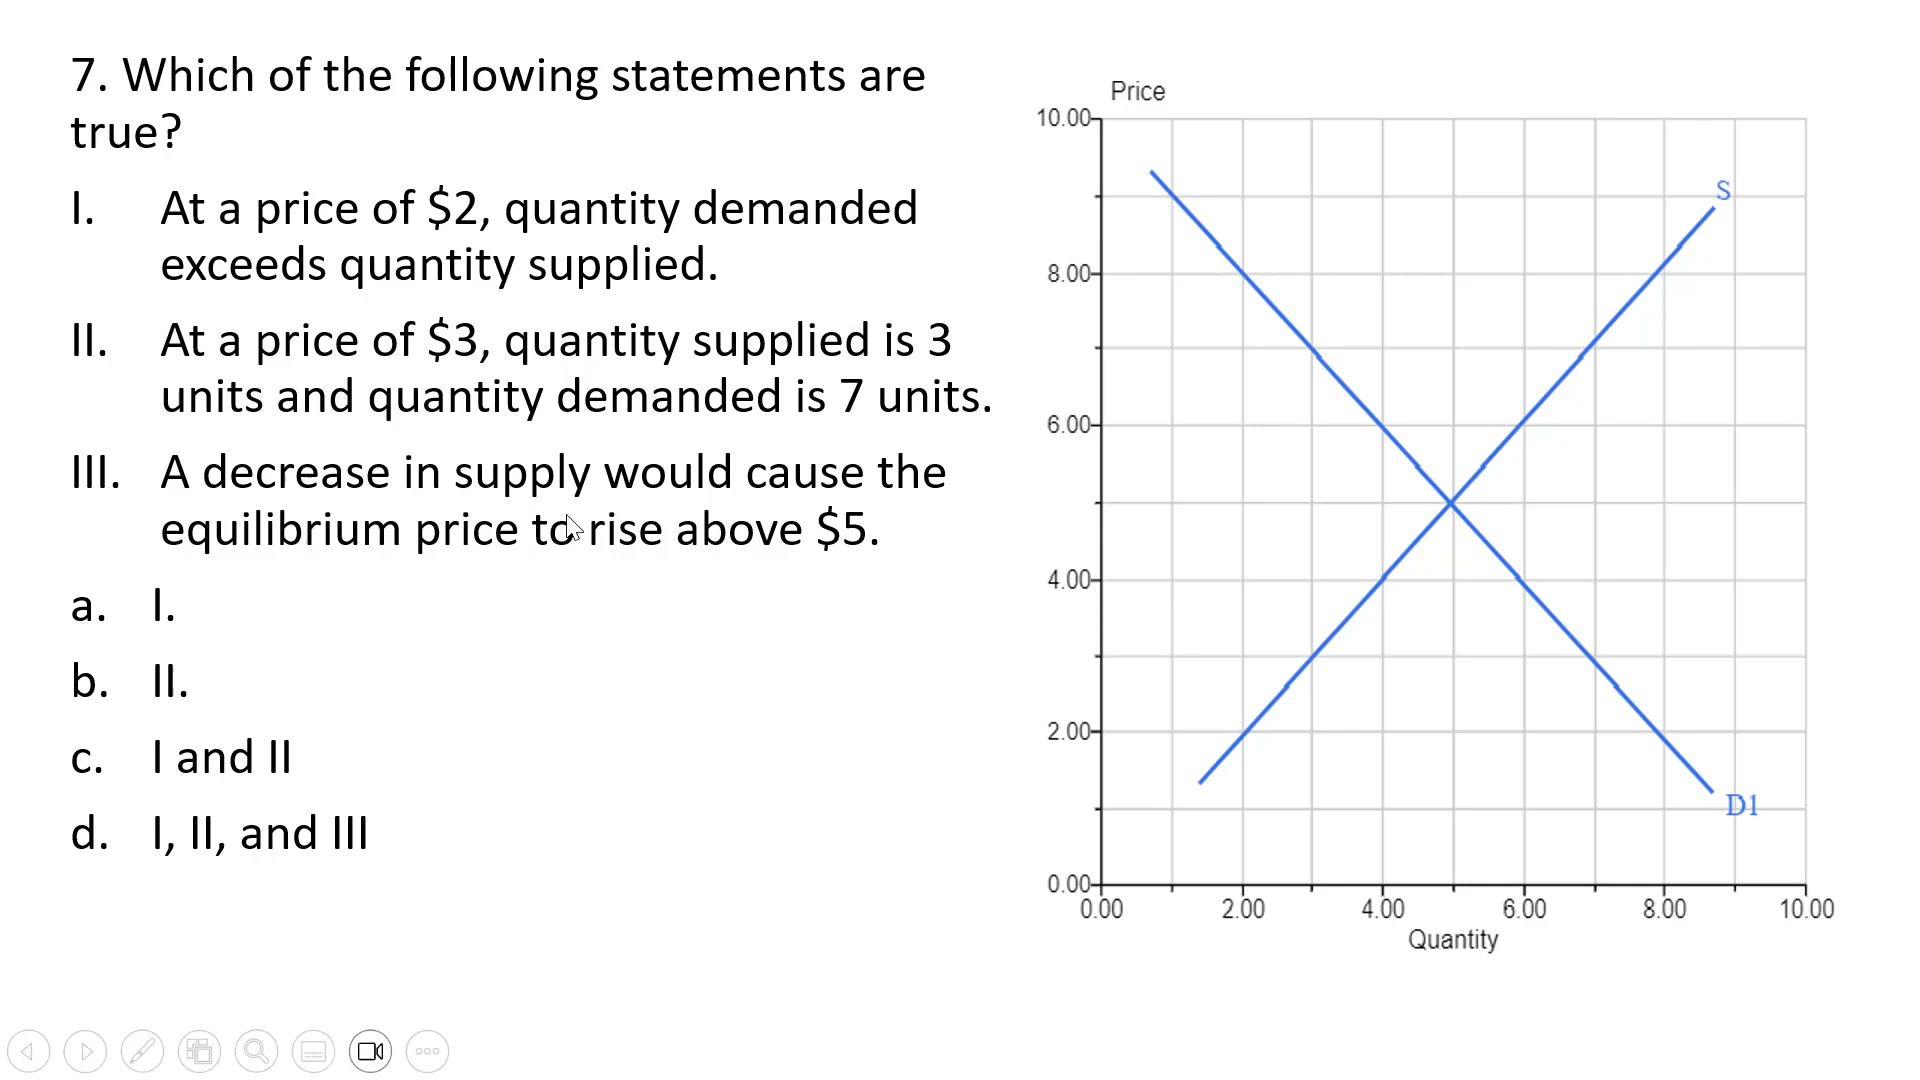 7. Which of the following statements are
true?
I. At a price of $2, quantity demanded
exceeds quantity supplied.
II. At a price of $3, quantity supplied is 3
units and quantity demanded is 7 units.
III. A decrease in supply would cause the
equilibrium price to rise above $5.
a. I.
b. II.
c. I and II
d. I, II, and III
Price
10.00
8.00
6.00
4.00
2.00
0.00
S
D1
0.00 2.00 4.00 6.00 8.00 10.00
Quantity